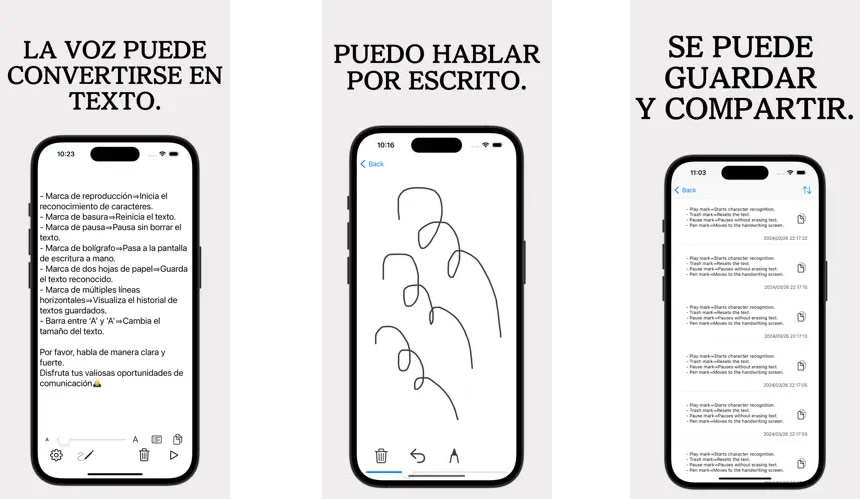 LA VOZ PUEDE
CONVERTIRSE EN
TEXTO.
10:23
- Marca de reproducción⇒Inicia el
reconocimiento de caracteres.
- Marca de basura⇒Reinicia el texto.
- Marca de pausa⇒Pausa sin borrar el
texto.
- Marca de bolígrafo⇒Pasa a la pantalla
de escritura a mano.
- Marca de dos hojas de papel⇒Guarda
el texto reconocido.
- Marca de múltiples líneas
horizontales⇒Visualiza el historial de
textos guardados.
- Barra entre 'A' y 'A'⇒Cambia el
tamaño del texto.
Por favor, habla de manera clara y
fuerte.
Disfruta tus valiosas oportunidades de
comunicación
A A
PUEDO HABLAR
POR ESCRITO.
10:16
Back
SE PUEDE
GUARDAR
Y COMPARTIR.
11:03
Back
- Play mark⇒Starts character recognition.
- Trash mark⇒Resets the text.
- Pause mark⇒Pauses without erasing text.
- Pen mark⇒Moves to the handwriting screen.
2024/03/26 22:17:22
- Play mark⇒Starts character recognition.
- Trash mark⇒Resets the text.
- Pause mark⇒Pauses without erasing text.
- Pen mark⇒Moves to the handwriting screen.
2024/03/26 22:17:15
- Play mark⇒Starts character recognition.
- Trash mark⇒Resets the text.
- Pause mark⇒Pauses without erasing text.
- Pen mark⇒Moves to the handwriting screen.
2024/03/26 22:17:13
- Play mark⇒Starts character recognition.
- Trash mark⇒Resets the text.
- Pause mark⇒Pauses without erasing text.
- Pen mark⇒Moves to the handwriting screen.
2024/03/26 22:17:05
- Play mark⇒Starts character recognition.
- Trash mark⇒Resets the text.
- Pause mark⇒Pauses without erasing text.
- Pen mark⇒Moves to the handwriting screen.
2024/03/26 22:17:03
- Play mark⇒Starts character recognition.
- Trash mark⇒Resets the text.
- Pause mark⇒Pauses without erasing text.
- Pen mark⇒Moves to the handwriting screen.